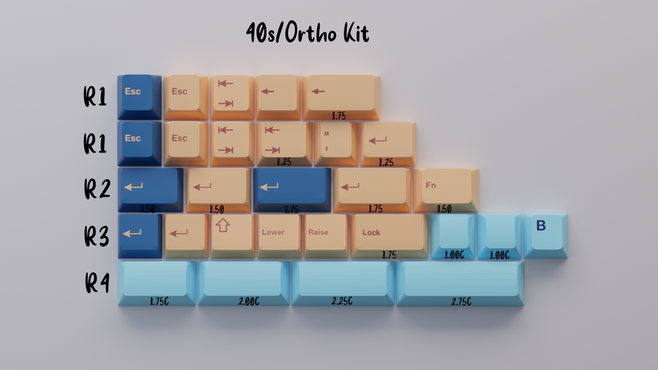 40s/Ortho Kit
R1 Esc Esc
1.75
R1 Esc Esc " '
1.25 1.25
R2 Fn
1.50 1.50 1.75 1.75 1.50
R3 Lower Raise Lock B
1.75 1.00C 1.00C
R4
1.75C 2.00C 2.25C 2.75C